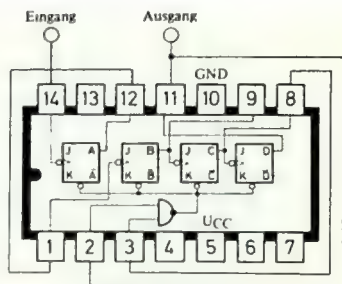 Eingang Ausgang
GND
14 13 12 11 10 9 8
J A J B J C J D
K A̅ K B̅ K C̅ K D̅
UCC
1 2 3 4 5 6 7